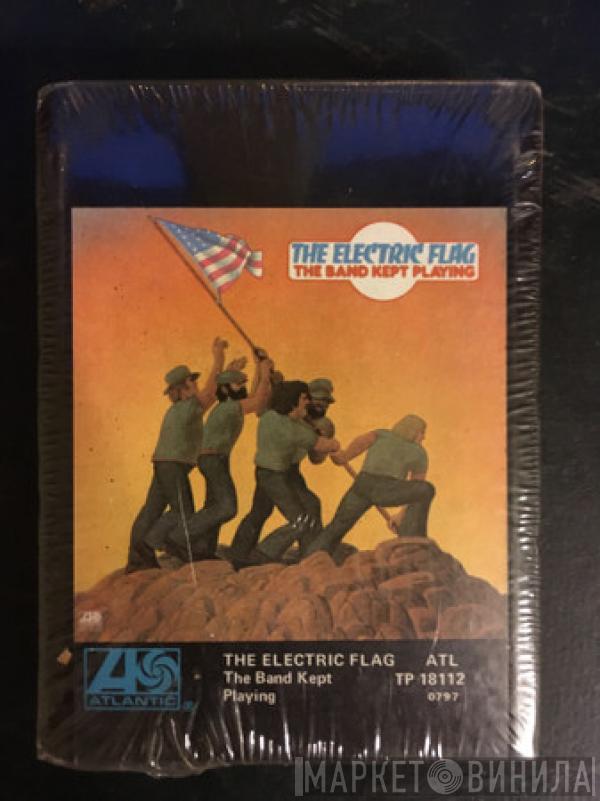 THE ELECTRIC FLAG
THE BAND KEPT PLAYING
ATLANTIC
THE ELECTRIC FLAG ATL
The Band Kept TP 18112
Playing 0797
МАРКЕТ ВИНИЛА